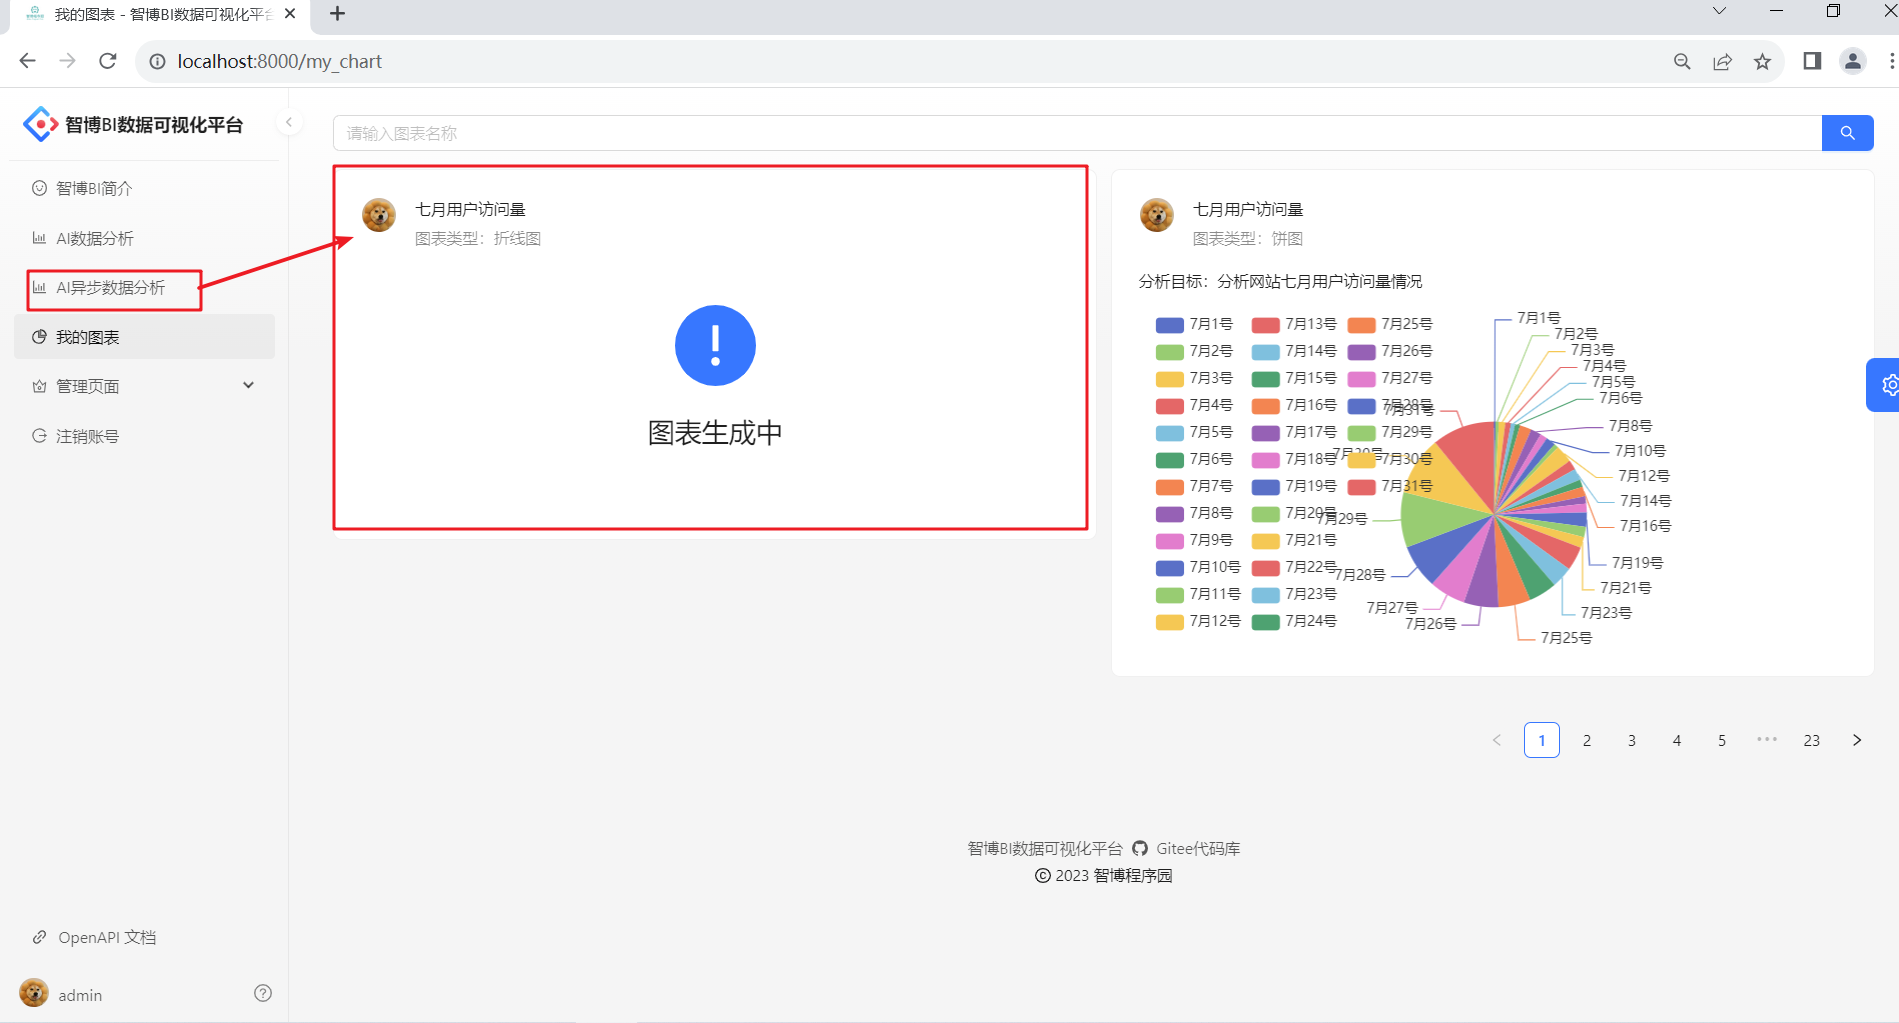 我的图表 - 智博BI数据可视化平台
localhost:8000/my_chart
智博BI数据可视化平台
请输入图表名称
智博BI简介
AI数据分析
AI异步数据分析
我的图表
管理页面
注销账号
OpenAPI 文档
admin
七月用户访问量
图表类型：折线图
图表生成中
七月用户访问量
图表类型：饼图
分析目标：分析网站七月用户访问量情况
7月1号 7月13号 7月25号
7月2号 7月14号 7月26号
7月3号 7月15号 7月27号
7月4号 7月16号 7月28号
7月5号 7月17号 7月29号
7月6号 7月18号 7月30号
7月7号 7月19号 7月31号
7月8号 7月20号
7月9号 7月21号
7月10号 7月22号
7月11号 7月23号
7月12号 7月24号
7月1号
7月2号
7月3号
7月4号
7月5号
7月6号
7月8号
7月10号
7月12号
7月14号
7月16号
7月19号
7月21号
7月23号
7月25号
7月26号
7月27号
7月28号
7月29号
7月30号
7月31号
1 2 3 4 5 ••• 23
智博BI数据可视化平台 Gitee代码库
© 2023 智博程序园